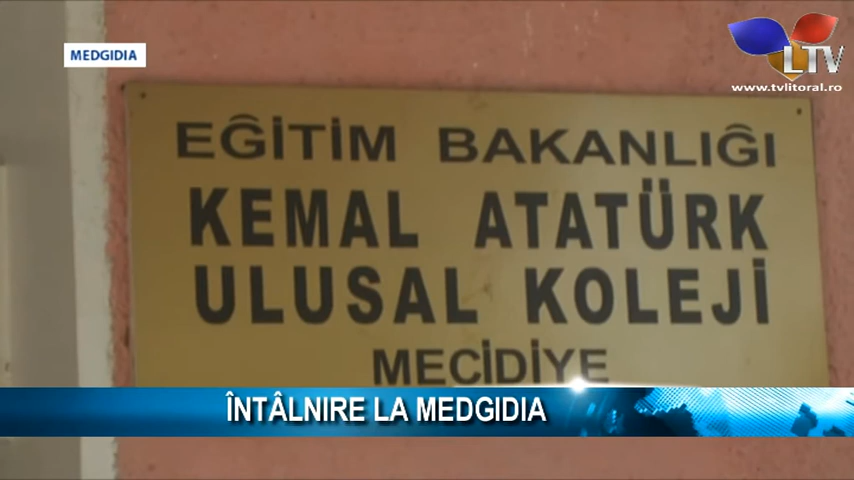 MEDGIDIA
LTV
www.tvlitoral.ro
EĞİTİM BAKANLIĞI
KEMAL ATATÜRK
ULUSAL KOLEJİ
MECİDİYE
ÎNTÂLNIRE LA MEDGIDIA